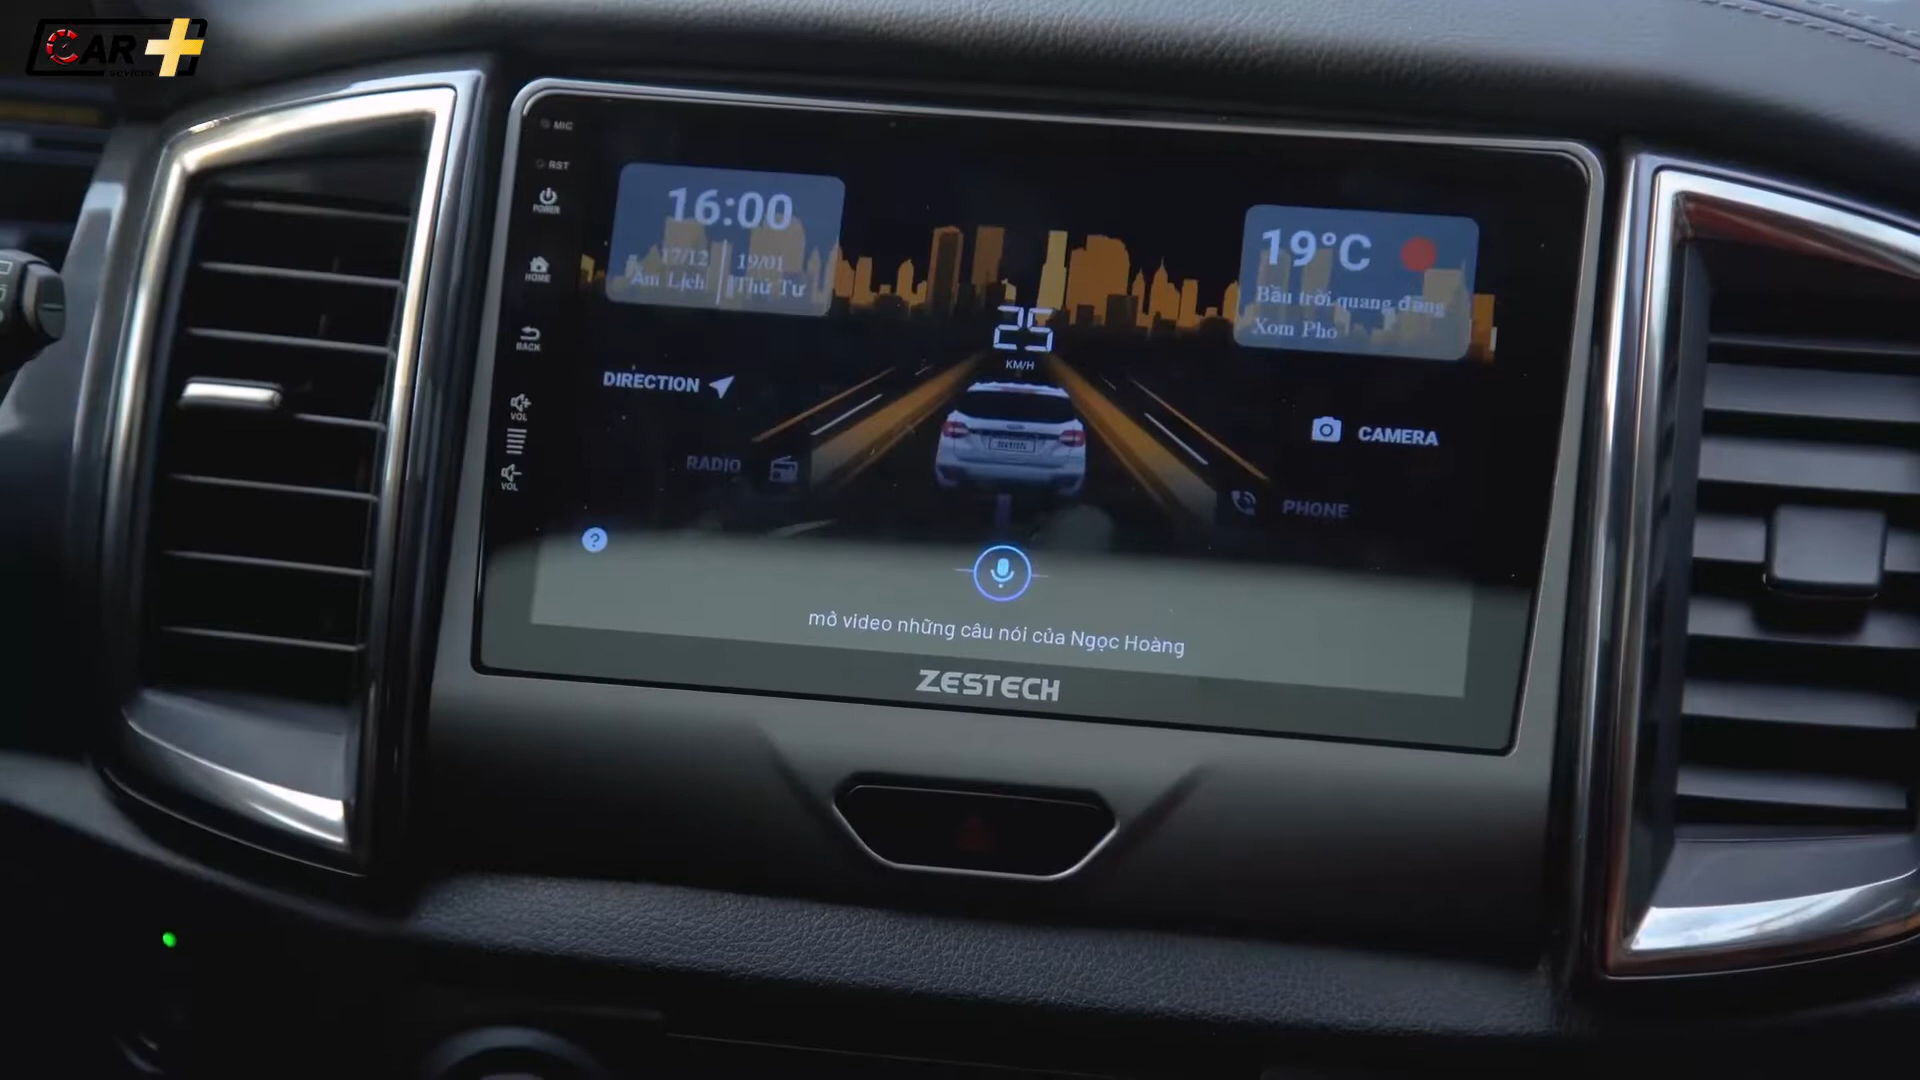 CAR+
MIC
RST
POWER
HOME
BACK
VOL
VOL
16:00
17/12
Âm Lịch
19/01
Thứ Tư
19°C
Bầu trời quang đãng
Xom Pho
25
KM/H
DIRECTION
RADIO
CAMERA
PHONE
?
mở video những câu nói của Ngọc Hoàng
ZESTECH